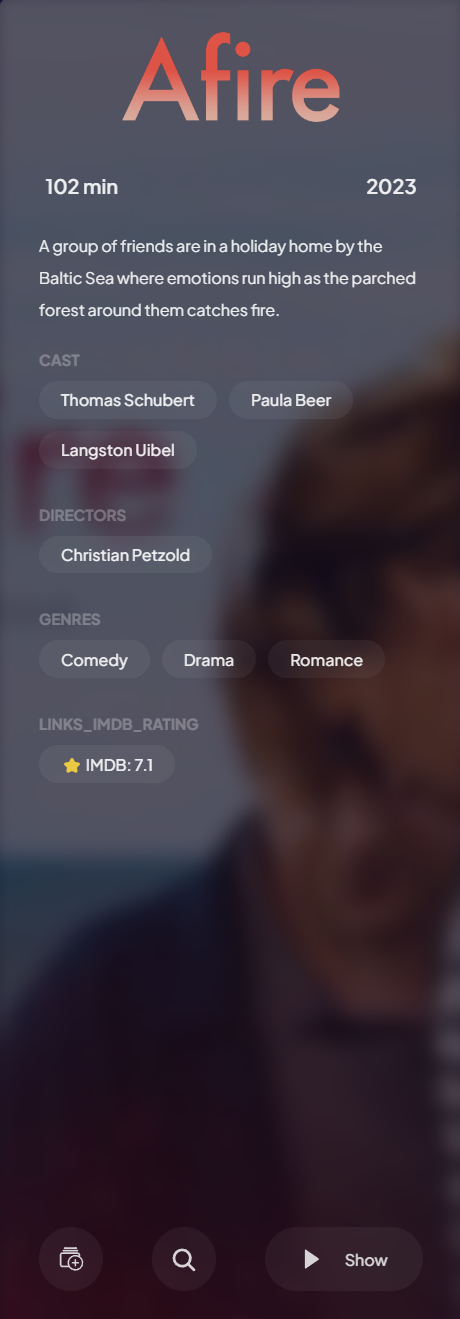 Afire
102 min 2023
A group of friends are in a holiday home by the
Baltic Sea where emotions run high as the parched
forest around them catches fire.
CAST
Thomas Schubert Paula Beer
Langston Uibel
DIRECTORS
Christian Petzold
GENRES
Comedy Drama Romance
LINKS_IMDB_RATING
IMDB: 7.1
Show